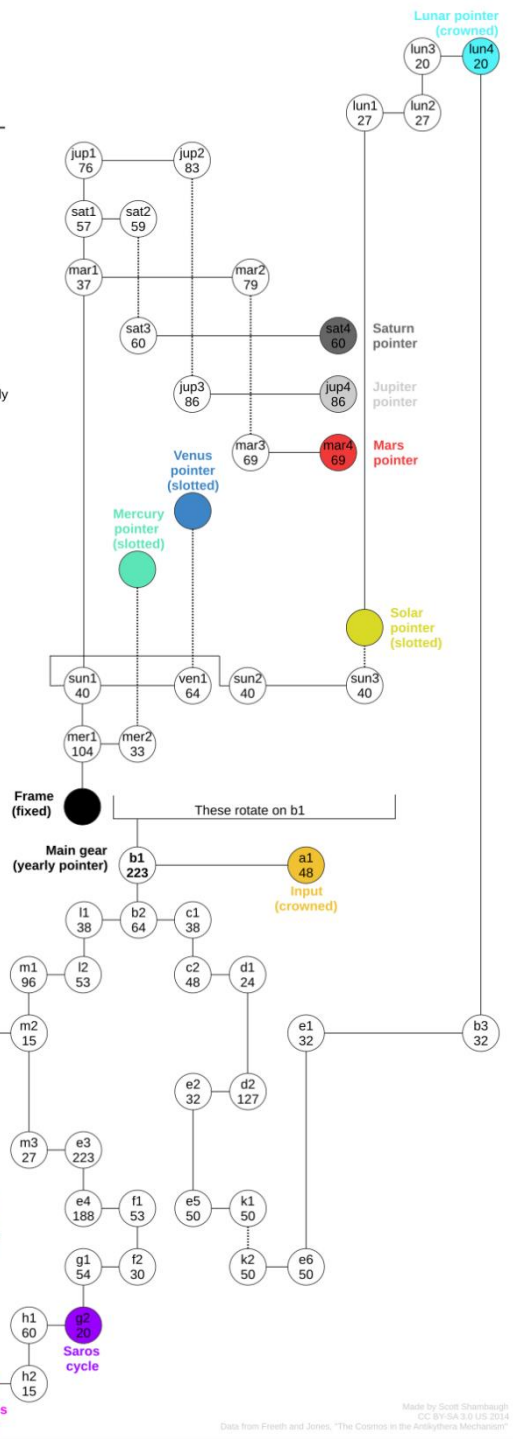 Lunar pointer
(crowned)
lun3
20
lun4
20
lun1
27
lun2
27
jup1
76
jup2
83
sat1
57
sat2
59
mar1
37
mar2
79
sat3
60
sat4
60
Saturn
pointer
ly
jup3
86
jup4
86
Jupiter
pointer
mar3
69
mar4
69
Mars
pointer
Venus
pointer
(slotted)
Mercury
pointer
(slotted)
Solar
pointer
(slotted)
sun1
40
ven1
64
sun2
40
sun3
40
mer1
104
mer2
33
Frame
(fixed)
These rotate on b1
Main gear
(yearly pointer)
b1
223
a1
48
Input
(crowned)
l1
38
b2
64
c1
38
m1
96
l2
53
c2
48
d1
24
m2
15
e1
32
b3
32
e2
32
d2
127
m3
27
e3
223
e4
188
f1
53
e5
50
k1
50
g1
54
f2
30
k2
50
e6
50
h1
60
g2
20
Saros
cycle
h2
15
s
Made by Scott Shambaugh
CC BY-SA 3.0 US 2014
Data from Freeth and Jones, "The Cosmos in the Antikythera Mechanism"